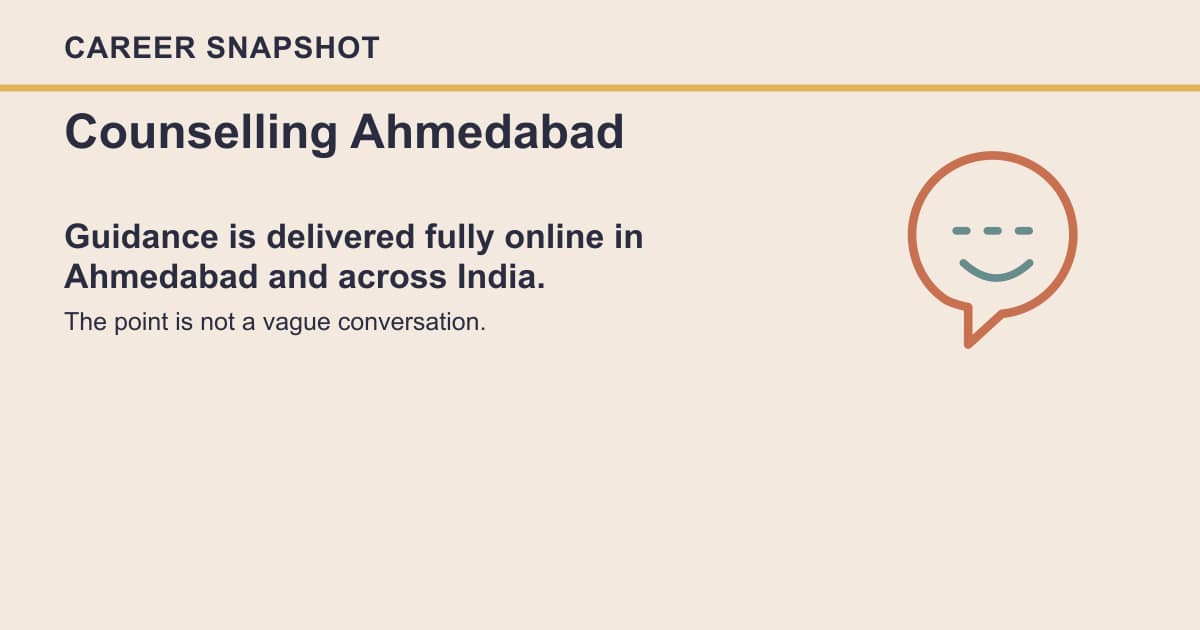 CAREER SNAPSHOT
Counselling Ahmedabad
Guidance is delivered fully online in
Ahmedabad and across India.
The point is not a vague conversation.